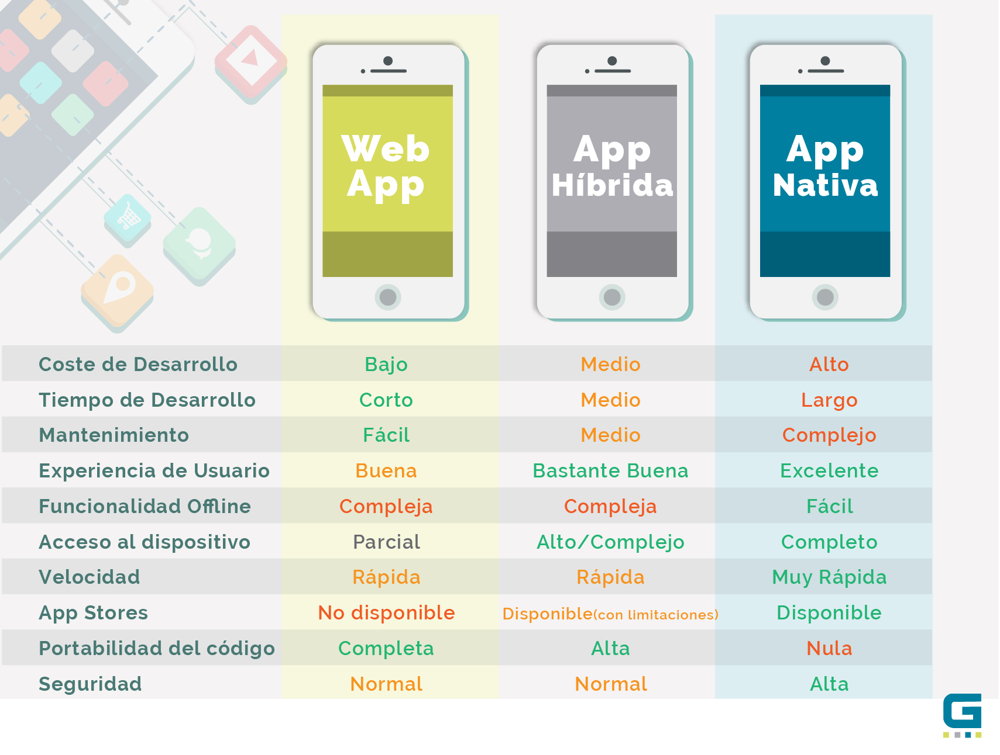 Web
App
App
Híbrida
App
Nativa
Coste de Desarrollo Bajo Medio Alto
Tiempo de Desarrollo Corto Medio Largo
Mantenimiento Fácil Medio Complejo
Experiencia de Usuario Buena Bastante Buena Excelente
Funcionalidad Offline Compleja Compleja Fácil
Acceso al dispositivo Parcial Alto/Complejo Completo
Velocidad Rápida Rápida Muy Rápida
App Stores No disponible Disponible(con limitaciones) Disponible
Portabilidad del código Completa Alta Nula
Seguridad Normal Normal Alta
G